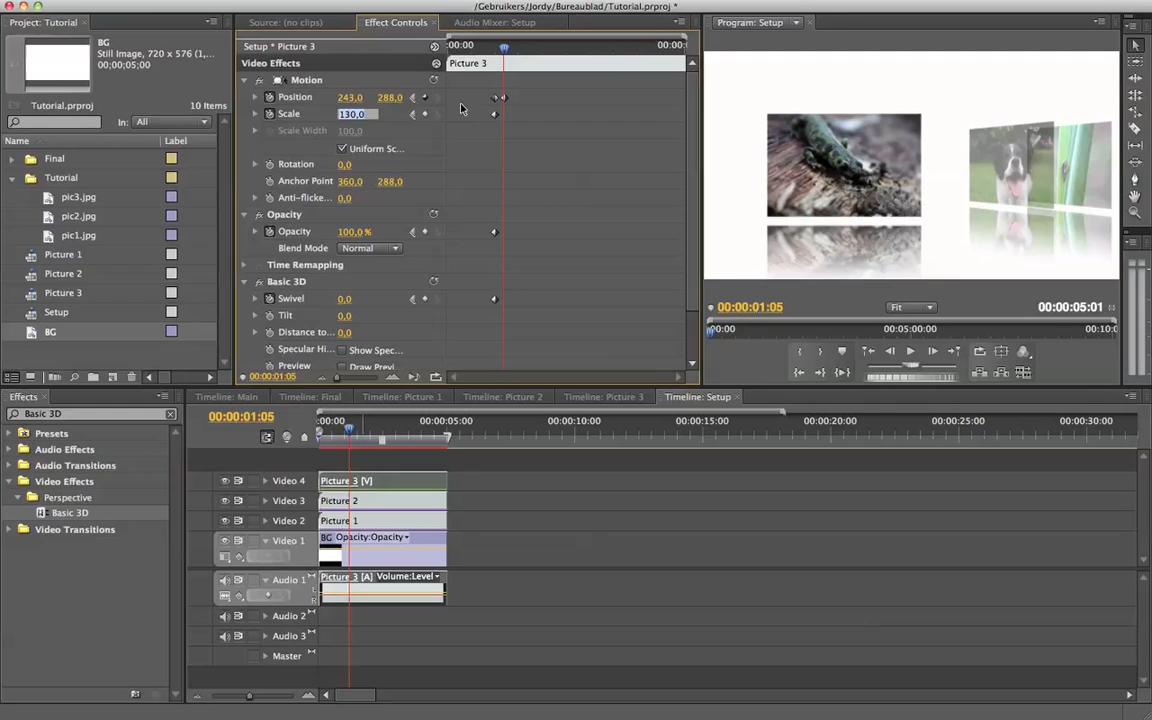 /Gebruikers/Jordy/Bureaublad/Tutorial.prproj *
Project: Tutorial
BG
Still Image, 720 x 576 (1,...
00;00;05;00
Tutorial.prproj
10 Items
In: All
Name
Label
Final
Tutorial
pic3.jpg
pic2.jpg
pic1.jpg
Picture 1
Picture 2
Picture 3
Setup
BG
Source: (no clips)
Effect Controls
Audio Mixer: Setup
Setup * Picture 3
:00:00
00:00:
Video Effects
Picture 3
fx Motion
Position 243,0 288,0
Scale 130,0
Scale Width 100,0
Uniform Sc...
Rotation 0,0
Anchor Point 360,0 288,0
Anti-flicke... 0,0
fx Opacity
Opacity 100,0 %
Blend Mode Normal
Time Remapping
fx Basic 3D
Swivel 0,0
Tilt 0,0
Distance to... 0,0
Specular Hi... Show Spec...
Preview Draw Previ...
00:00:01:05
Program: Setup
00:00:01:05
Fit
00:00:05:01
00:00
00:05:00:00
00:10:0
Effects
Basic 3D
Presets
Audio Effects
Audio Transitions
Video Effects
Perspective
Basic 3D
Video Transitions
Timeline: Main
Timeline: Final
Timeline: Picture 1
Timeline: Picture 2
Timeline: Picture 3
Timeline: Setup
00:00:01:05
:00:00
00:00:05:00
00:00:10:00
00:00:15:00
00:00:20:00
00:00:25:00
00:00:30:00
Video 4
Picture 3 [V]
Video 3
Picture 2
Video 2
Picture 1
Video 1
BG Opacity:Opacity
Audio 1
Picture 3 [A] Volume:Level
L
R
Audio 2
Audio 3
Master